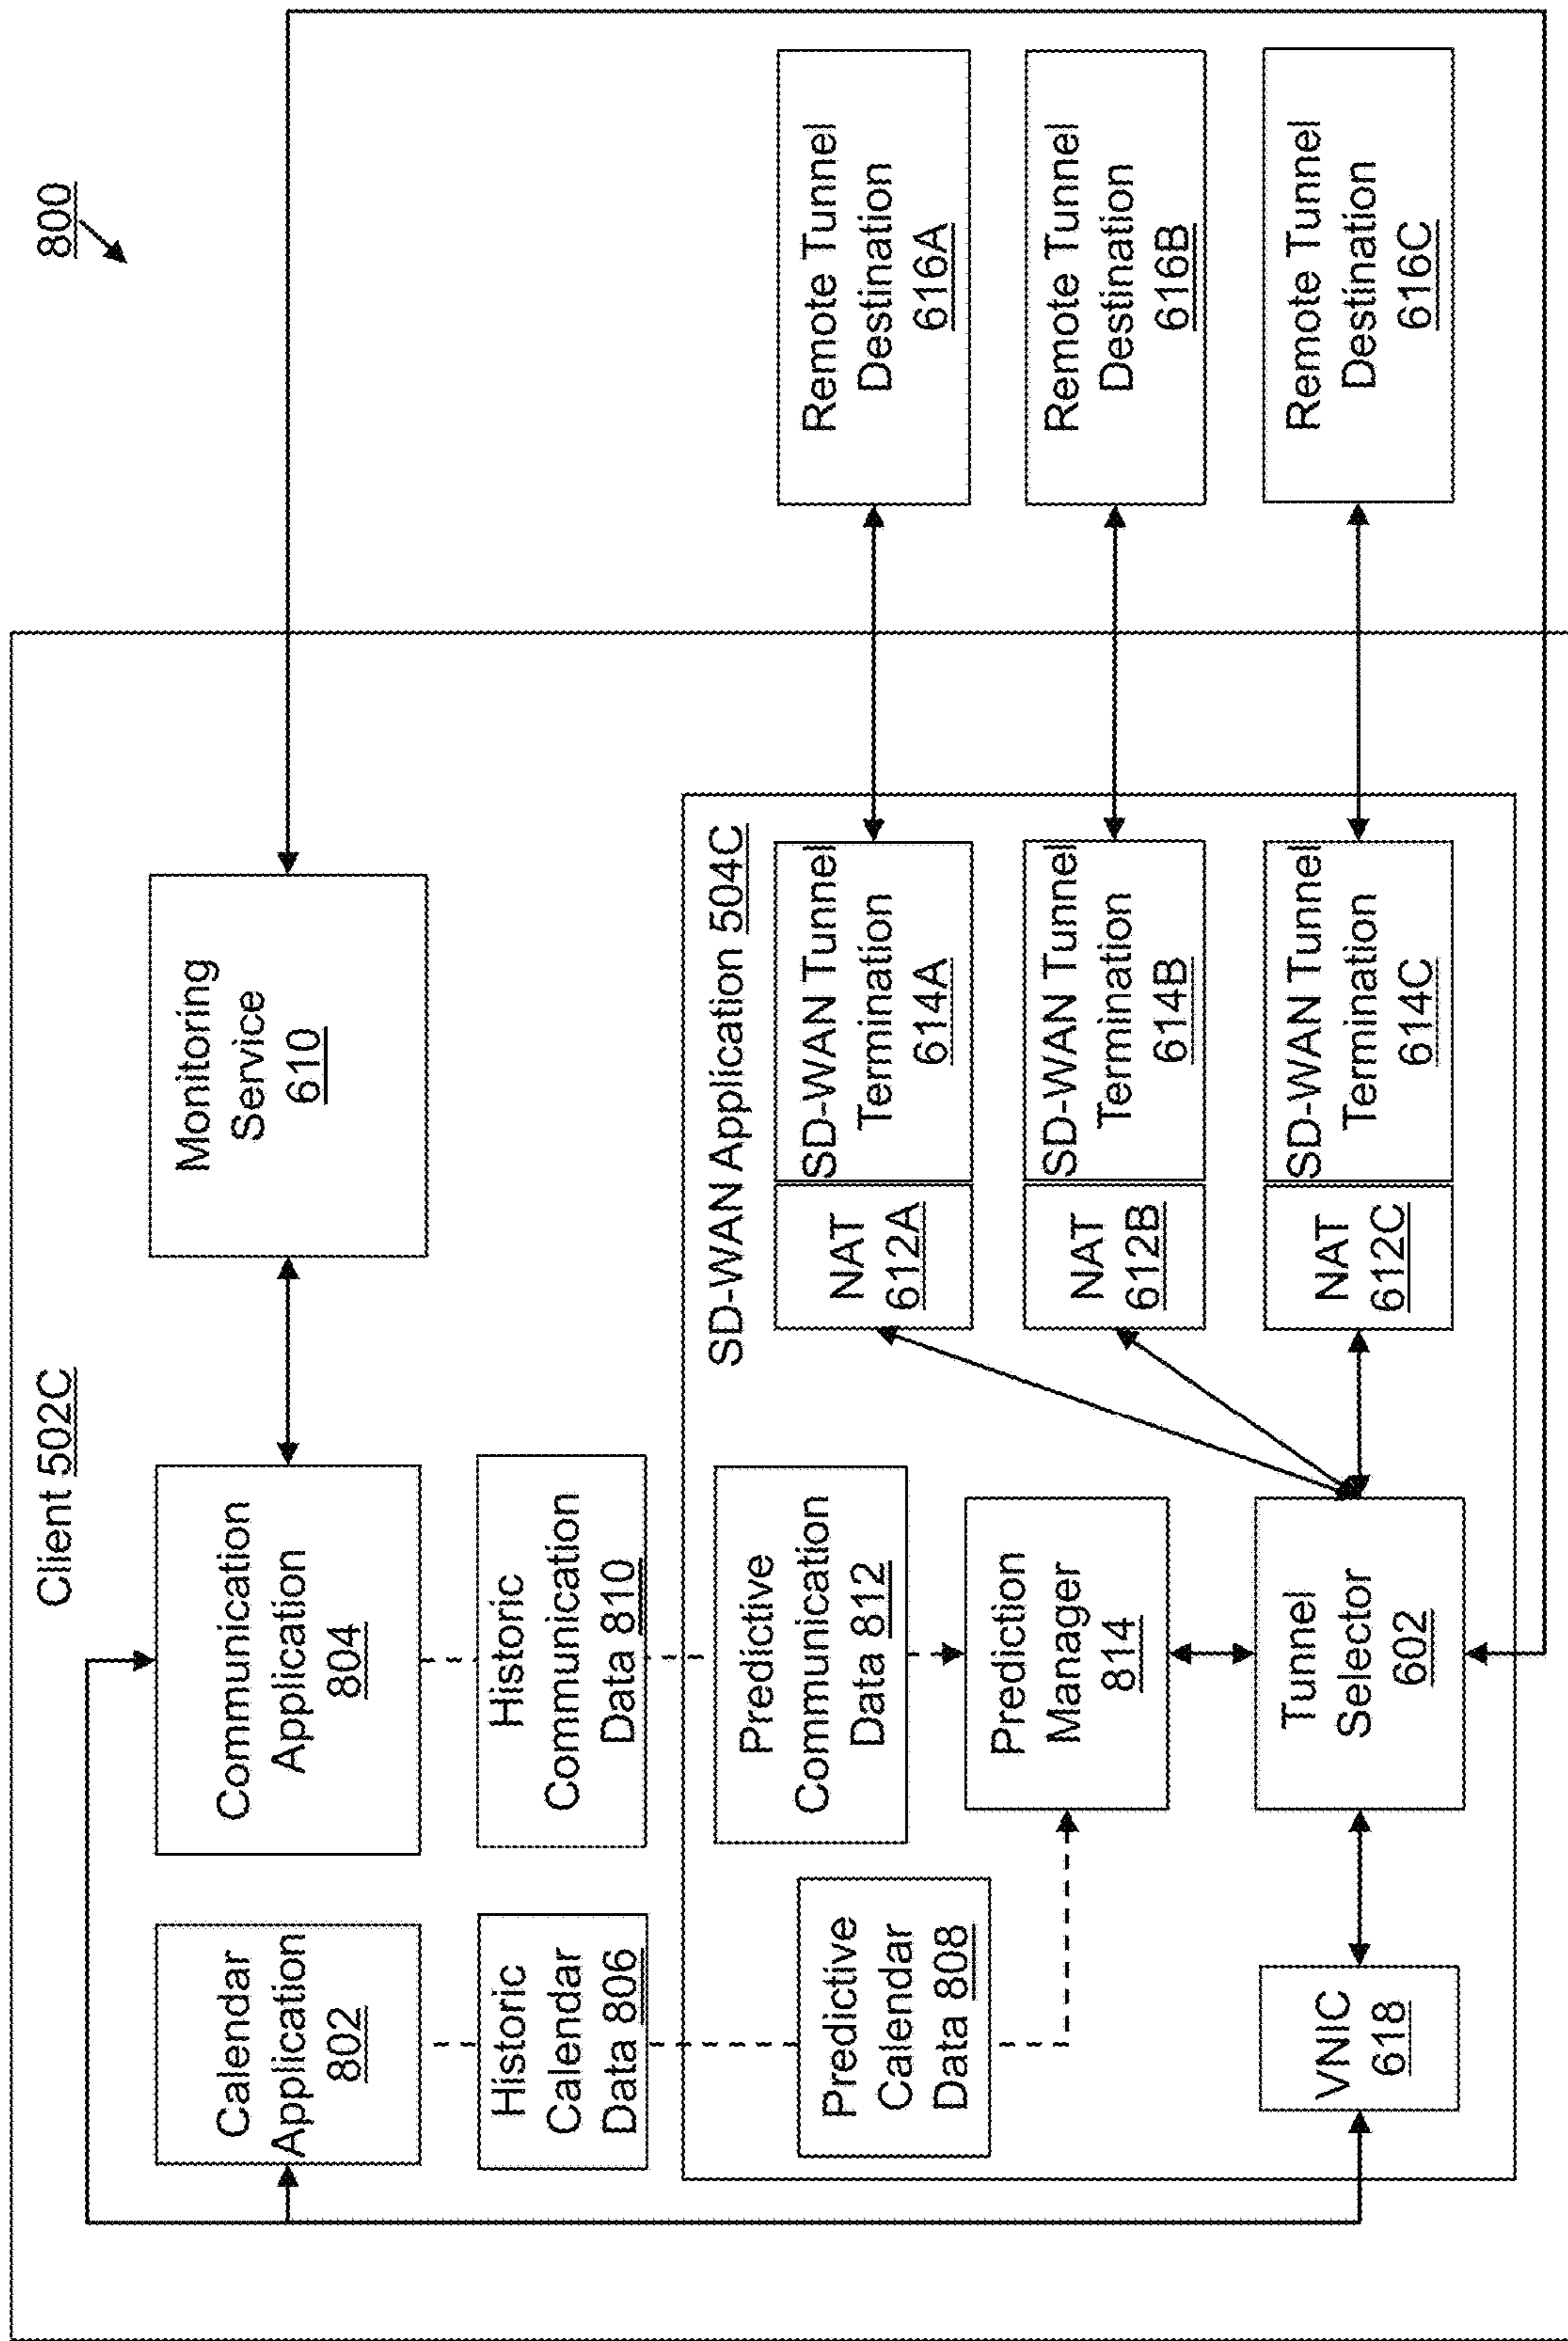 800
Client 502C
Calendar
Application
802
Communication
Application
804
Monitoring
Service
610
Historic
Calendar
Data 806
Historic
Communication
Data 810
SD-WAN Application 504C
Predictive
Calendar
Data 808
Predictive
Communication
Data 812
Prediction
Manager
814
NAT
612A
SD-WAN Tunnel
Termination
614A
Remote Tunnel
Destination
616A
NAT
612B
SD-WAN Tunnel
Termination
614B
Remote Tunnel
Destination
616B
VNIC
618
Tunnel
Selector
602
NAT
612C
SD-WAN Tunnel
Termination
614C
Remote Tunnel
Destination
616C